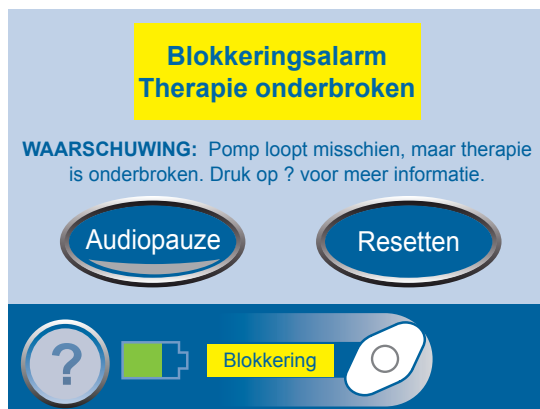 Blokkeringsalarm
Therapie onderbroken
WAARSCHUWING: Pomp loopt misschien, maar therapie
is onderbroken. Druk op ? voor meer informatie.
Audiopauze
Resetten
?
Blokkering